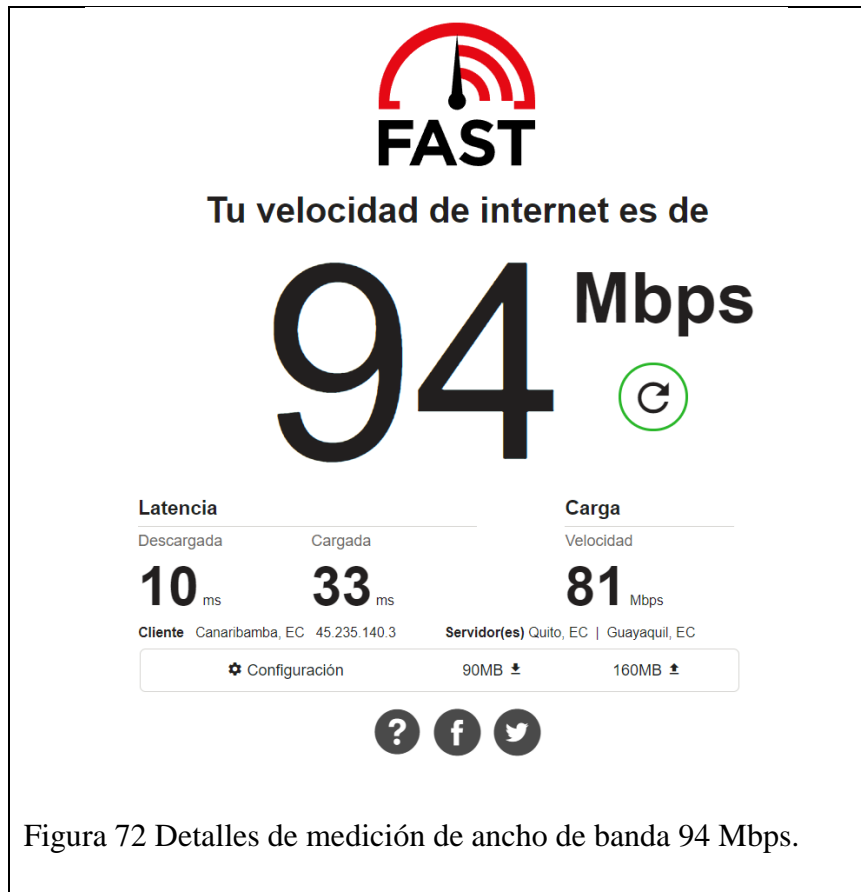 FAST
Tu velocidad de internet es de
94 Mbps
Latencia Carga
Descargada Cargada Velocidad
10 ms 33 ms 81 Mbps
Cliente Canaribamba, EC 45.235.140.3 Servidor(es) Quito, EC | Guayaquil, EC
Configuración 90MB 160MB
Figura 72 Detalles de medición de ancho de banda 94 Mbps.